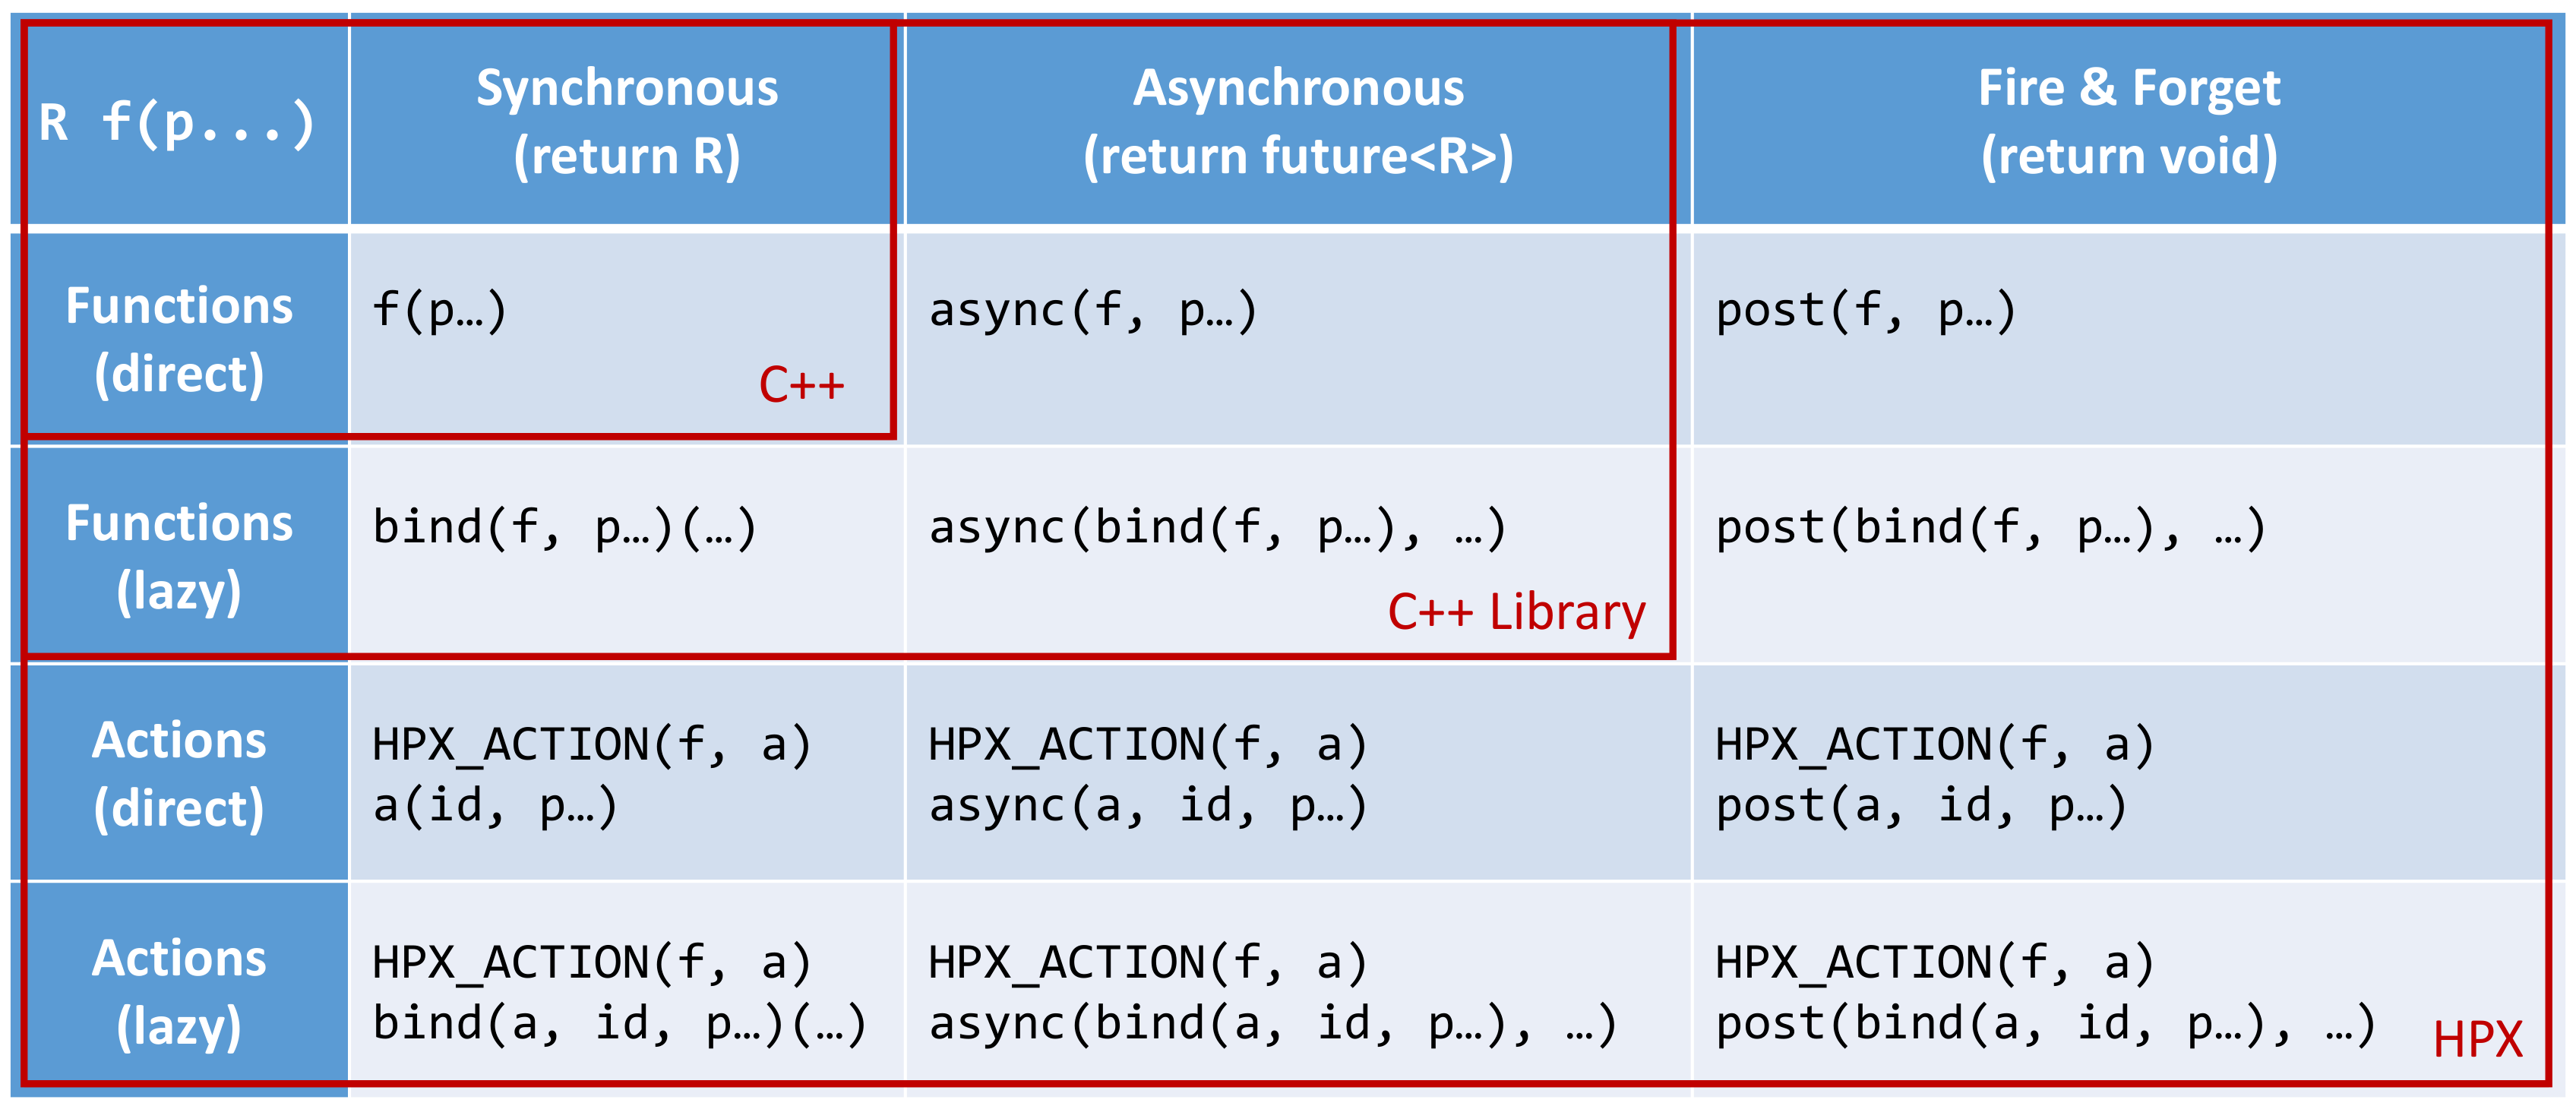 R f(p...)
Synchronous
(return R)
Asynchronous
(return future<R>)
Fire & Forget
(return void)
Functions
(direct)
f(p…)
C++
async(f, p…)
post(f, p…)
Functions
(lazy)
bind(f, p…)(…)
async(bind(f, p…), …)
C++ Library
post(bind(f, p…), …)
Actions
(direct)
HPX_ACTION(f, a)
a(id, p…)
HPX_ACTION(f, a)
async(a, id, p…)
HPX_ACTION(f, a)
post(a, id, p…)
Actions
(lazy)
HPX_ACTION(f, a)
bind(a, id, p…)(…)
HPX_ACTION(f, a)
async(bind(a, id, p…), …)
HPX_ACTION(f, a)
post(bind(a, id, p…), …)
HPX